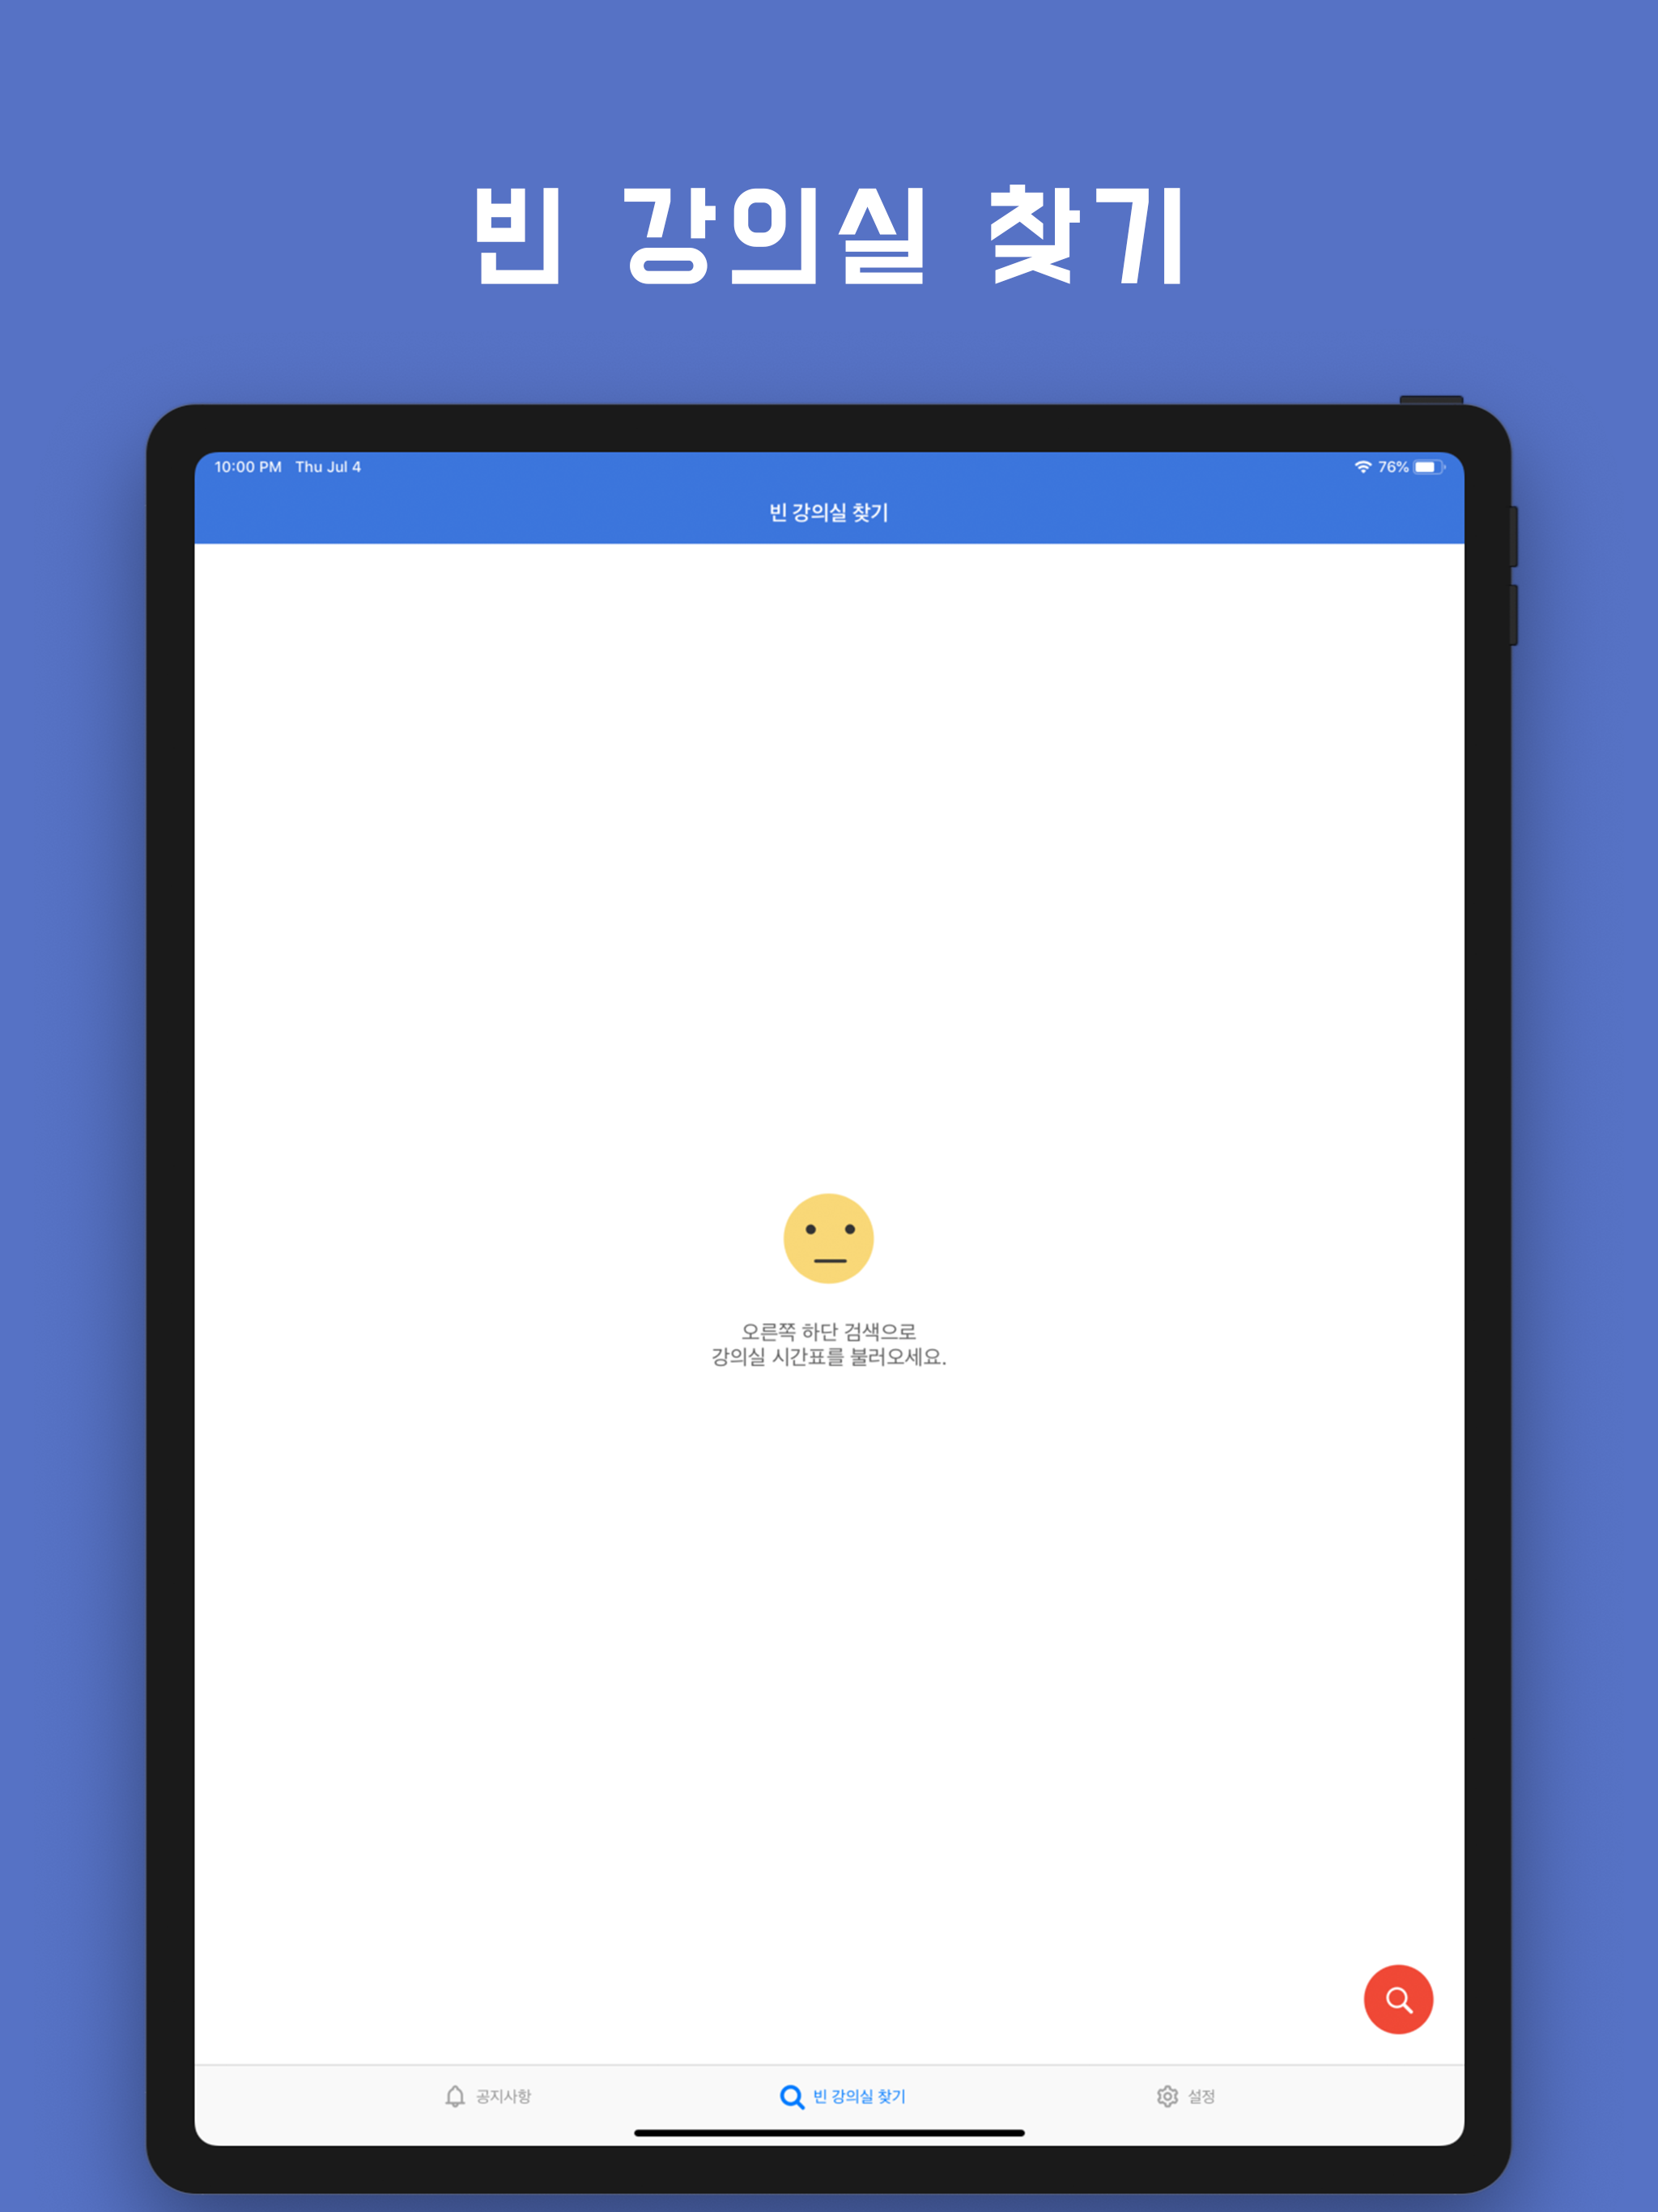 빈 강의실 찾기
10:00 PM Thu Jul 4
76%
빈 강의실 찾기
오른쪽 하단 검색으로
강의실 시간표를 불러오세요.
공지사항
빈 강의실 찾기
설정